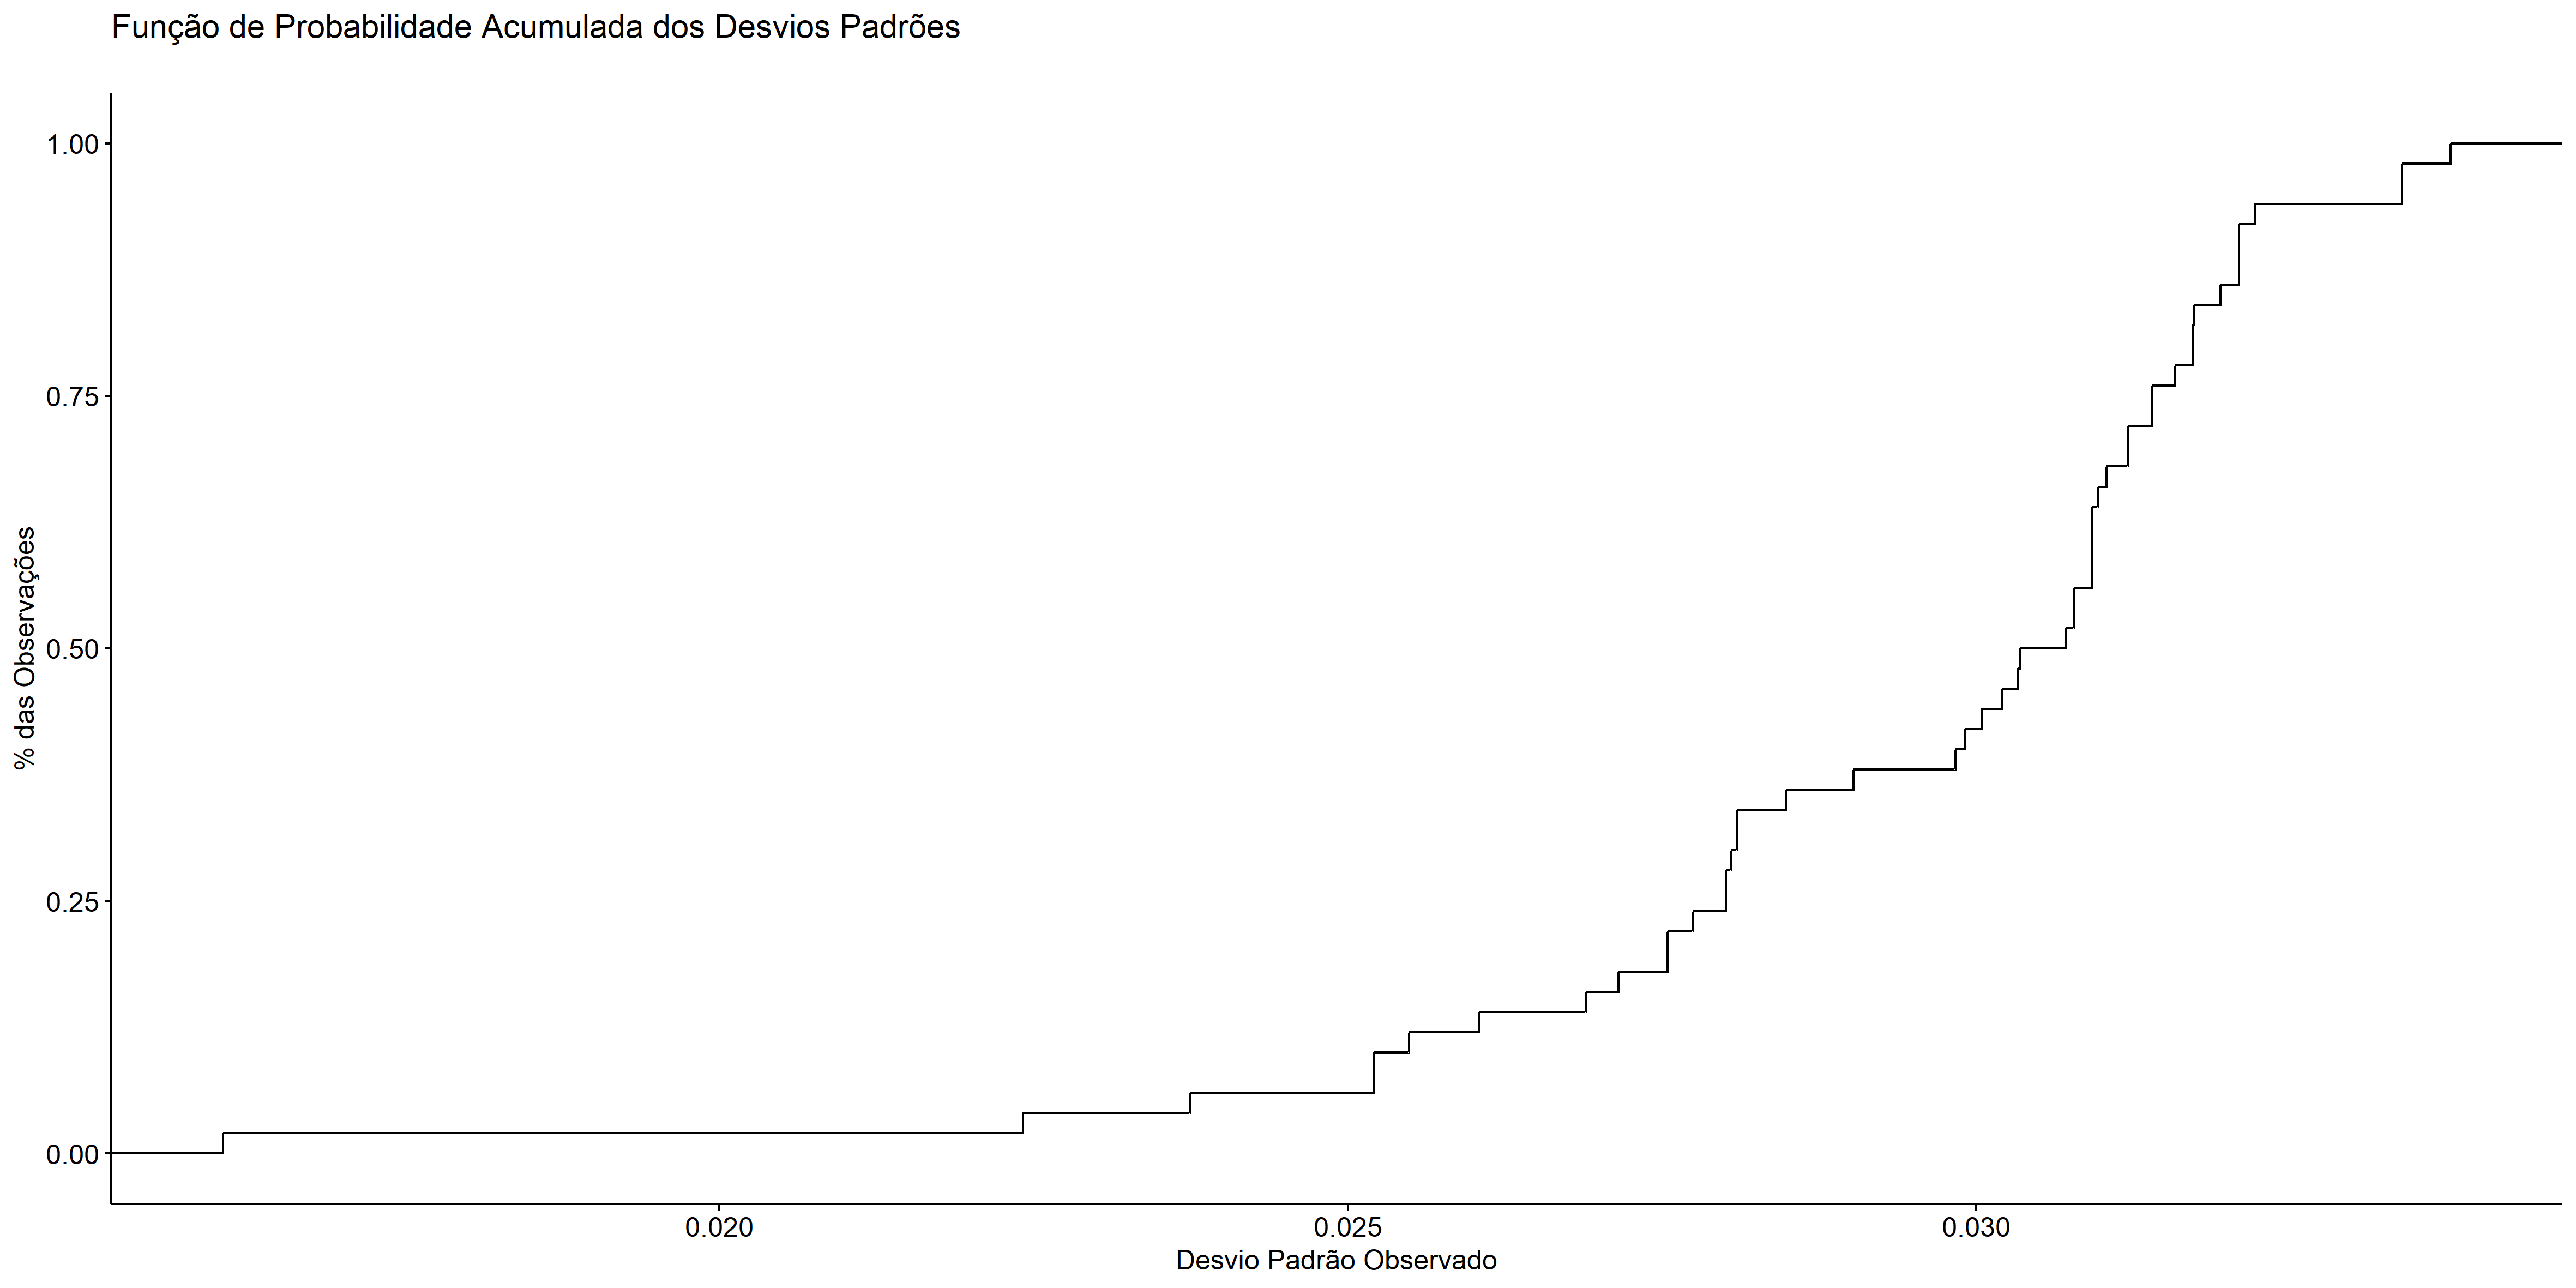 Função de Probabilidade Acumulada dos Desvios Padrões
1.00
0.75
0.50
0.25
0.00
% das Observações
0.020 0.025 0.030
Desvio Padrão Observado